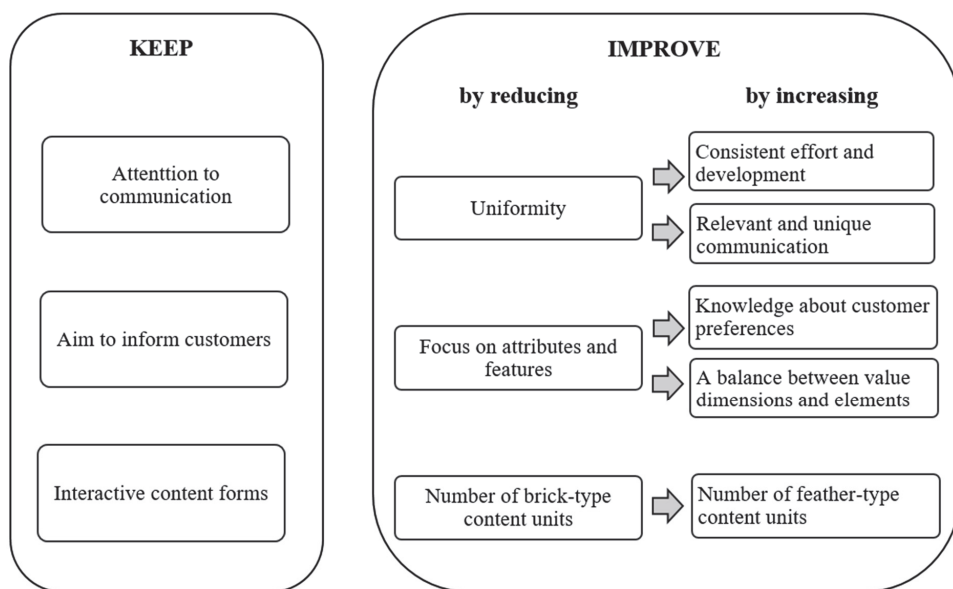 KEEP
Attenttion to
communication
Aim to inform customers
Interactive content forms
IMPROVE
by reducing
by increasing
Uniformity
Consistent effort and
development
Relevant and unique
communication
Focus on attributes and
features
Knowledge about customer
preferences
A balance between value
dimensions and elements
Number of brick-type
content units
Number of feather-type
content units